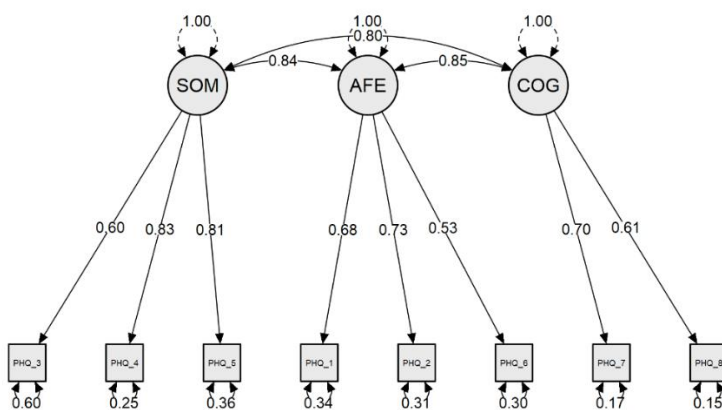 1.00 1.00 1.00
0.80
0.84 0.85
SOM AFE COG
0.60 0.83 0.81 0.68 0.73 0.53 0.70 0.61
PHQ_3 PHQ_4 PHQ_5 PHQ_1 PHQ_2 PHQ_6 PHQ_7 PHQ_8
0.60 0.25 0.36 0.34 0.31 0.30 0.17 0.15